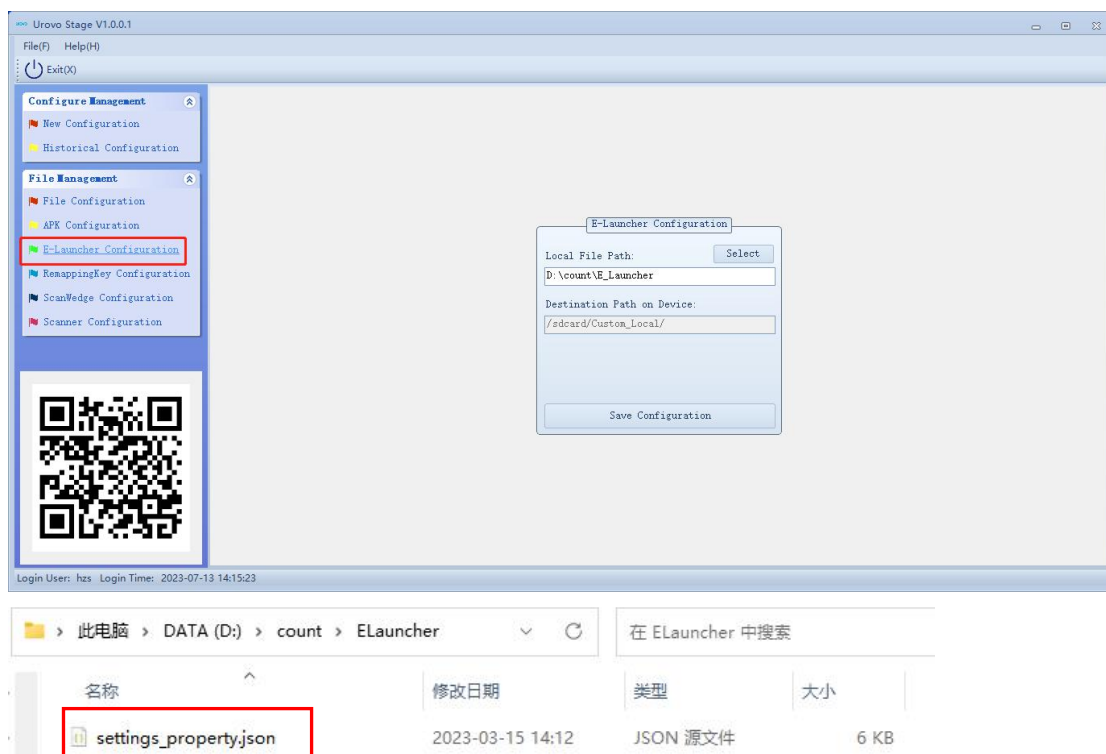 Urovo Stage V1.0.0.1
File(F) Help(H)
Exit(X)
Configure Management
New Configuration
Historical Configuration
File Management
File Configuration
APK Configuration
E-Launcher Configuration
RemappingKey Configuration
ScanWedge Configuration
Scanner Configuration
E-Launcher Configuration
Local File Path:
Select
D:\count\E_Launcher
Destination Path on Device:
/sdcard/Custom_Local/
Save Configuration
Login User: hzs Login Time: 2023-07-13 14:15:23
此电脑 › DATA (D:) › count › ELauncher
在 ELauncher 中搜索
名称 修改日期 类型 大小
settings_property.json 2023-03-15 14:12 JSON 源文件 6 KB